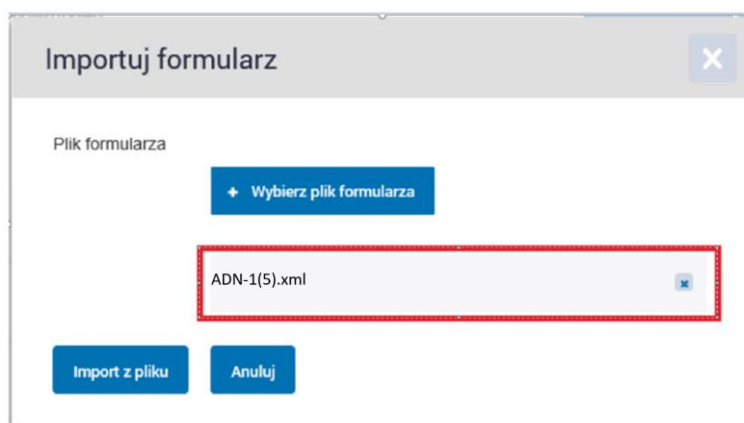 Importuj formularz
Plik formularza
+ Wybierz plik formularza
ADN-1(5).xml
Import z pliku
Anuluj